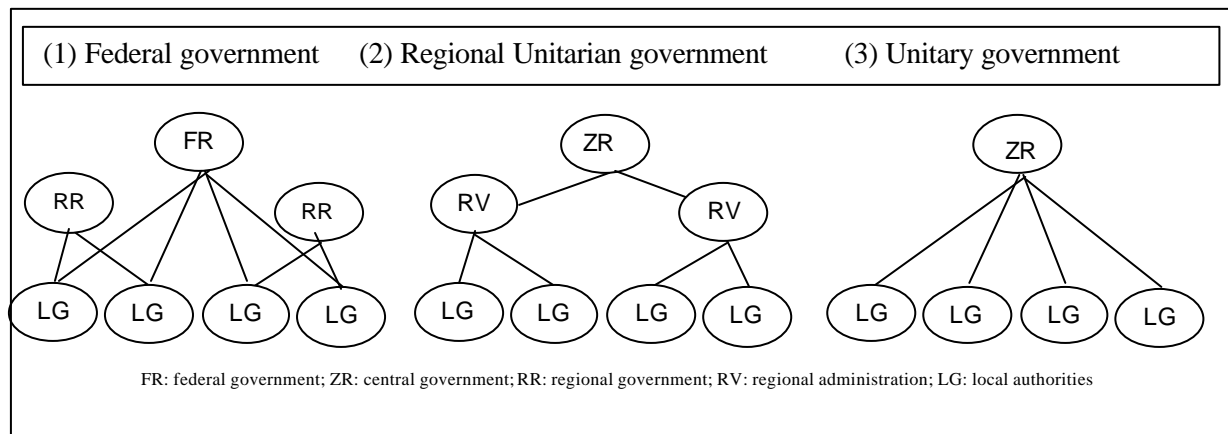 (1) Federal government (2) Regional Unitarian government (3) Unitary government
FR ZR ZR
RR RR RV RV
LG LG LG LG LG LG LG LG LG LG LG LG
FR: federal government; ZR: central government; RR: regional government; RV: regional administration; LG: local authorities